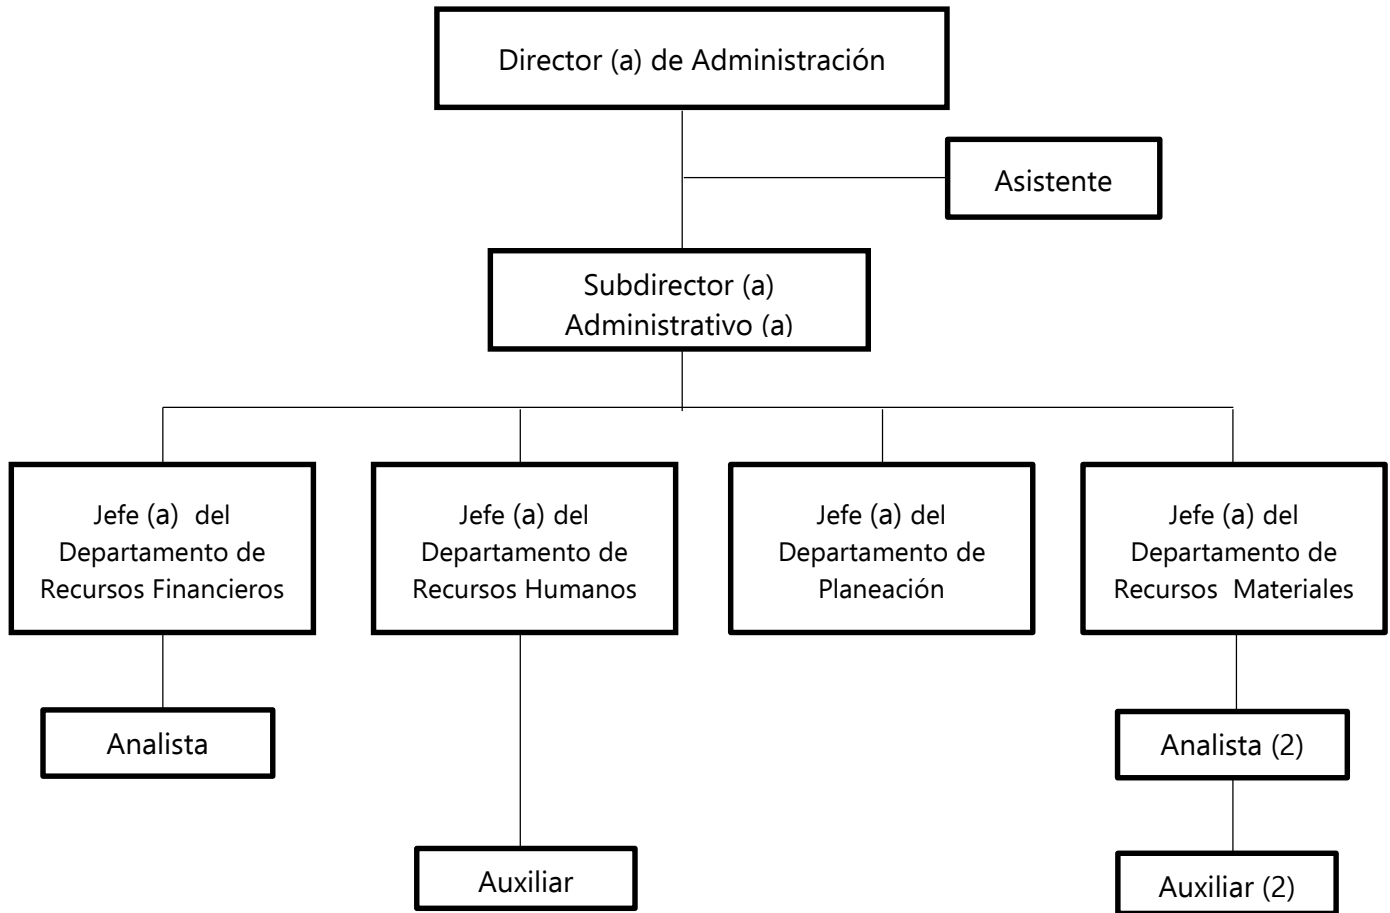 Director (a) de Administración
Asistente
Subdirector (a)
Administrativo (a)
Jefe (a)  del
Departamento de
Recursos Financieros
Jefe (a) del
Departamento de
Recursos Humanos
Jefe (a) del
Departamento de
Planeación
Jefe (a) del
Departamento de
Recursos  Materiales
Analista
Analista (2)
Auxiliar
Auxiliar (2)